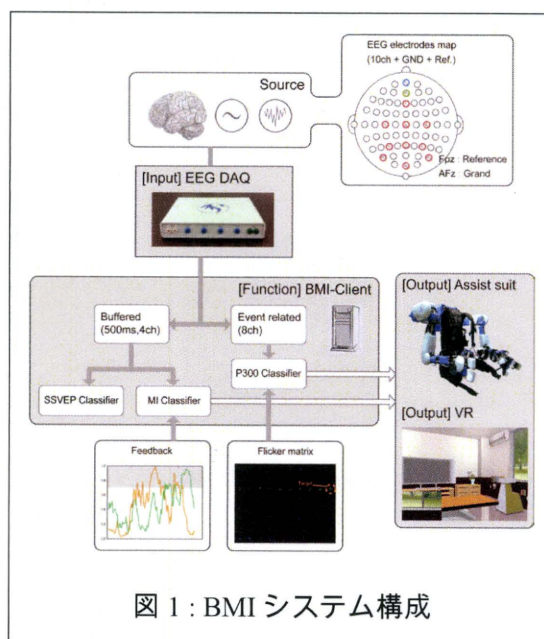 EEG electrodes map
(10ch + GND + Ref.)
Source
Fpz : Reference
AFz : Grand
[Input] EEG DAQ
[Function] BMI-Client
Buffered
(500ms,4ch)
Event related
(8ch)
P300 Classifier
SSVEP Classifier
MI Classifier
[Output] Assist suit
[Output] VR
Feedback
Flicker matrix
図 1 : BMI システム構成